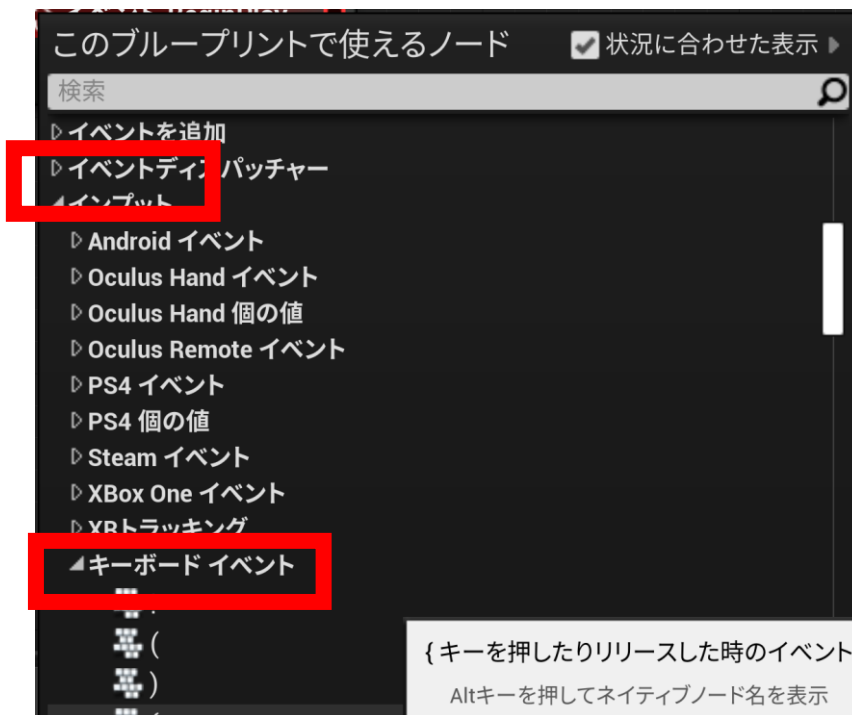 このブループリントで使えるノード 状況に合わせた表示
検索
イベントを追加
イベントディスパッチャー
インプット
Android イベント
Oculus Hand イベント
Oculus Hand 個の値
Oculus Remote イベント
PS4 イベント
PS4 個の値
Steam イベント
XBox One イベント
XRトラッキング
キーボード イベント
(
)
{ キーを押したりリリースした時のイベント
Altキーを押してネイティブノード名を表示